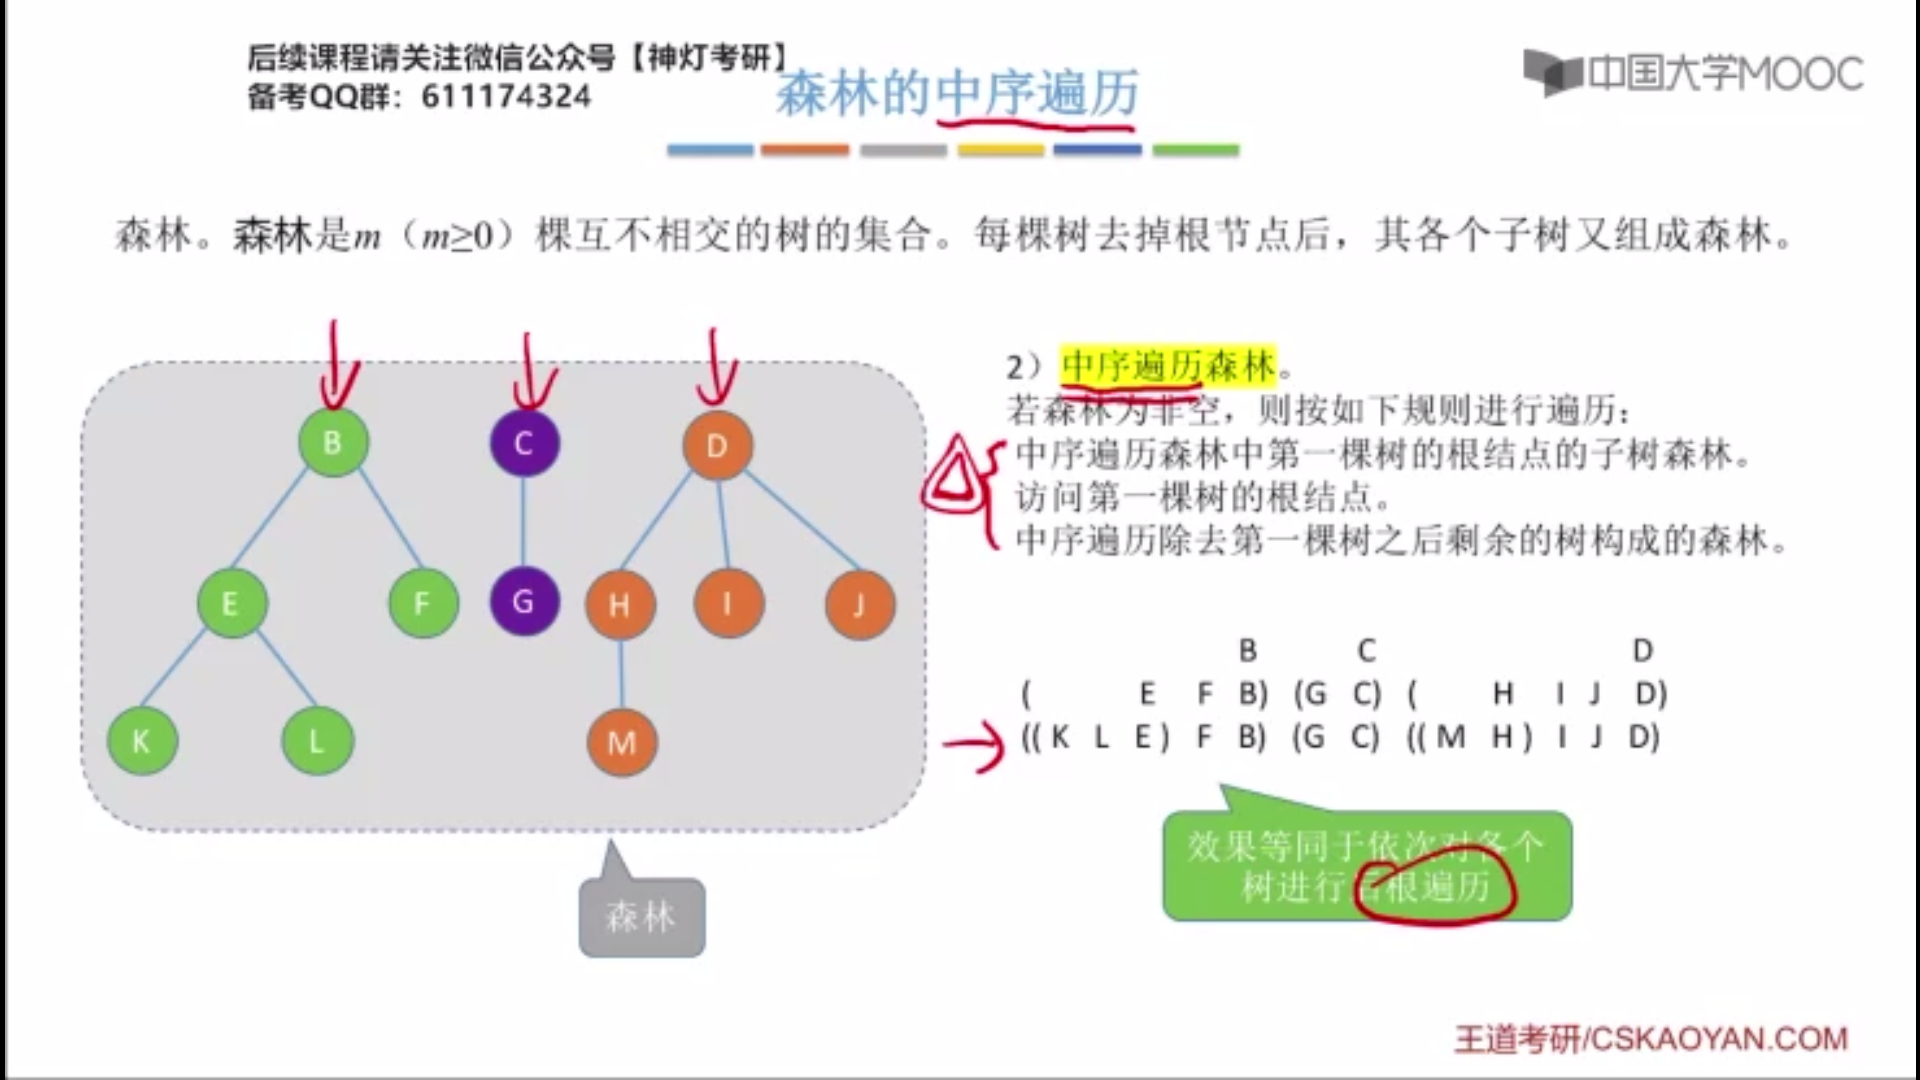 后续课程请关注微信公众号【神灯考研】
备考QQ群：611174324
中国大学MOOC
森林的中序遍历
森林。森林是m（m≥0）棵互不相交的树的集合。每棵树去掉根节点后，其各个子树又组成森林。
B
C
D
E
F
G
H
I
J
K
L
M
森林
2）中序遍历森林。
若森林为非空，则按如下规则进行遍历：
中序遍历森林中第一棵树的根结点的子树森林。
访问第一棵树的根结点。
中序遍历除去第一棵树之后剩余的树构成的森林。
B C D
( E F B) (G C) ( H I J D)
((K L E) F B) (G C) ((M H) I J D)
效果等同于依次对各个
树进行后根遍历
王道考研/CSKAOYAN.COM